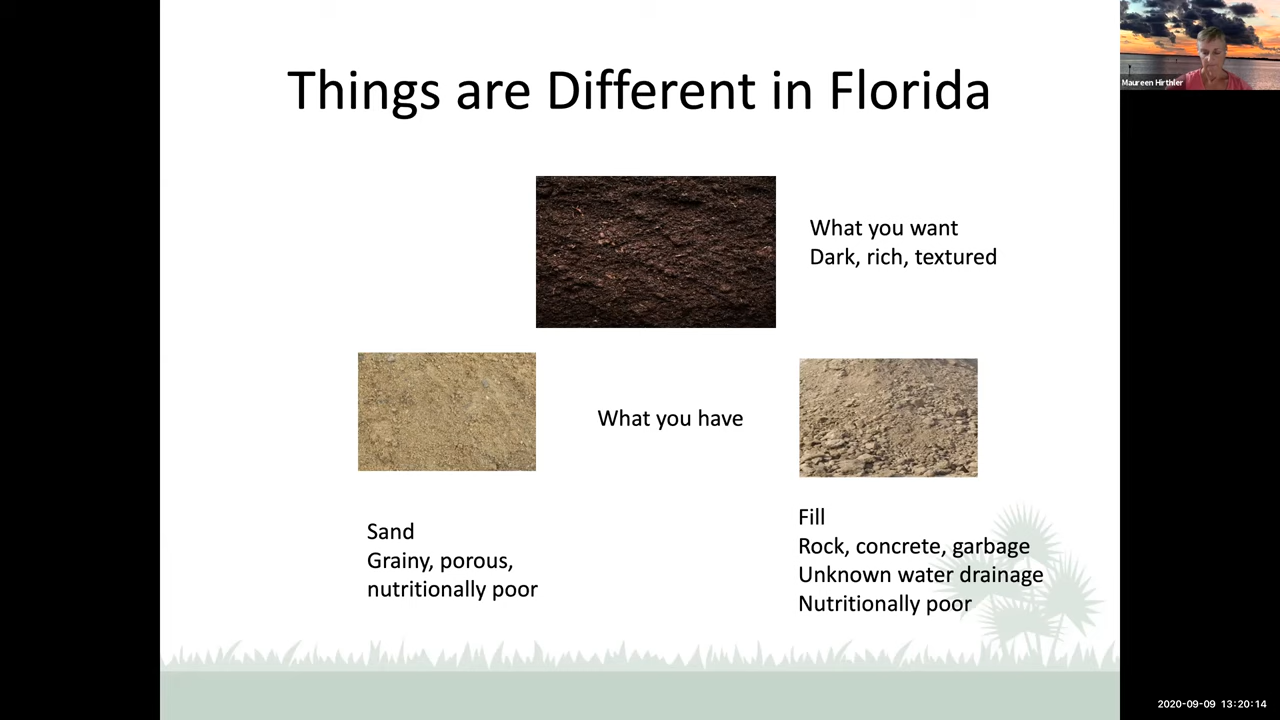 Things are Different in Florida
Maureen Hirthler
What you want
Dark, rich, textured
What you have
Sand
Grainy, porous,
nutritionally poor
Fill
Rock, concrete, garbage
Unknown water drainage
Nutritionally poor
2020-09-09 13:20:14